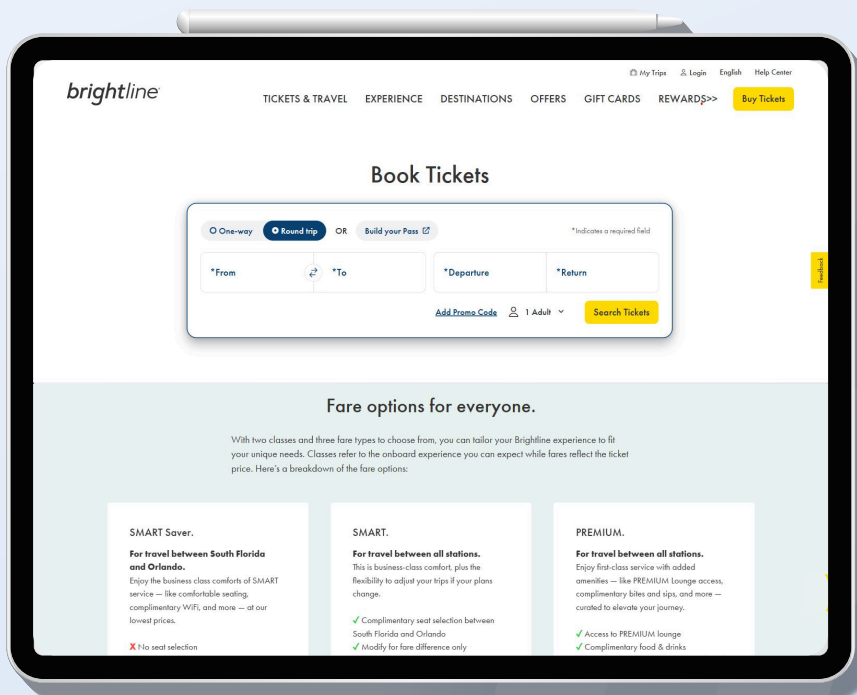 My Trips Login English Help Center
brightline
TICKETS & TRAVEL EXPERIENCE DESTINATIONS OFFERS GIFT CARDS REWARDS>> Buy Tickets
Book Tickets
One-way Round trip OR Build your Pass *Indicates a required field
*From *To *Departure *Return
Add Promo Code 1 Adult Search Tickets
Feedback
Fare options for everyone.
With two classes and three fare types to choose from, you can tailor your Brightline experience to fit
your unique needs. Classes refer to the onboard experience you can expect while fares reflect the ticket
price. Here's a breakdown of the fare options:
SMART Saver.
For travel between South Florida
and Orlando.
Enjoy the business class comforts of SMART
service — like comfortable seating,
complimentary WiFi, and more — at our
lowest prices.
X No seat selection
SMART.
For travel between all stations.
This is business-class comfort, plus the
flexibility to adjust your trips if your plans
change.
✓ Complimentary seat selection between
South Florida and Orlando
✓ Modify for fare difference only
PREMIUM.
For travel between all stations.
Enjoy first-class service with added
amenities — like PREMIUM Lounge access,
complimentary bites and sips, and more —
curated to elevate your journey.
✓ Access to PREMIUM lounge
✓ Complimentary food & drinks